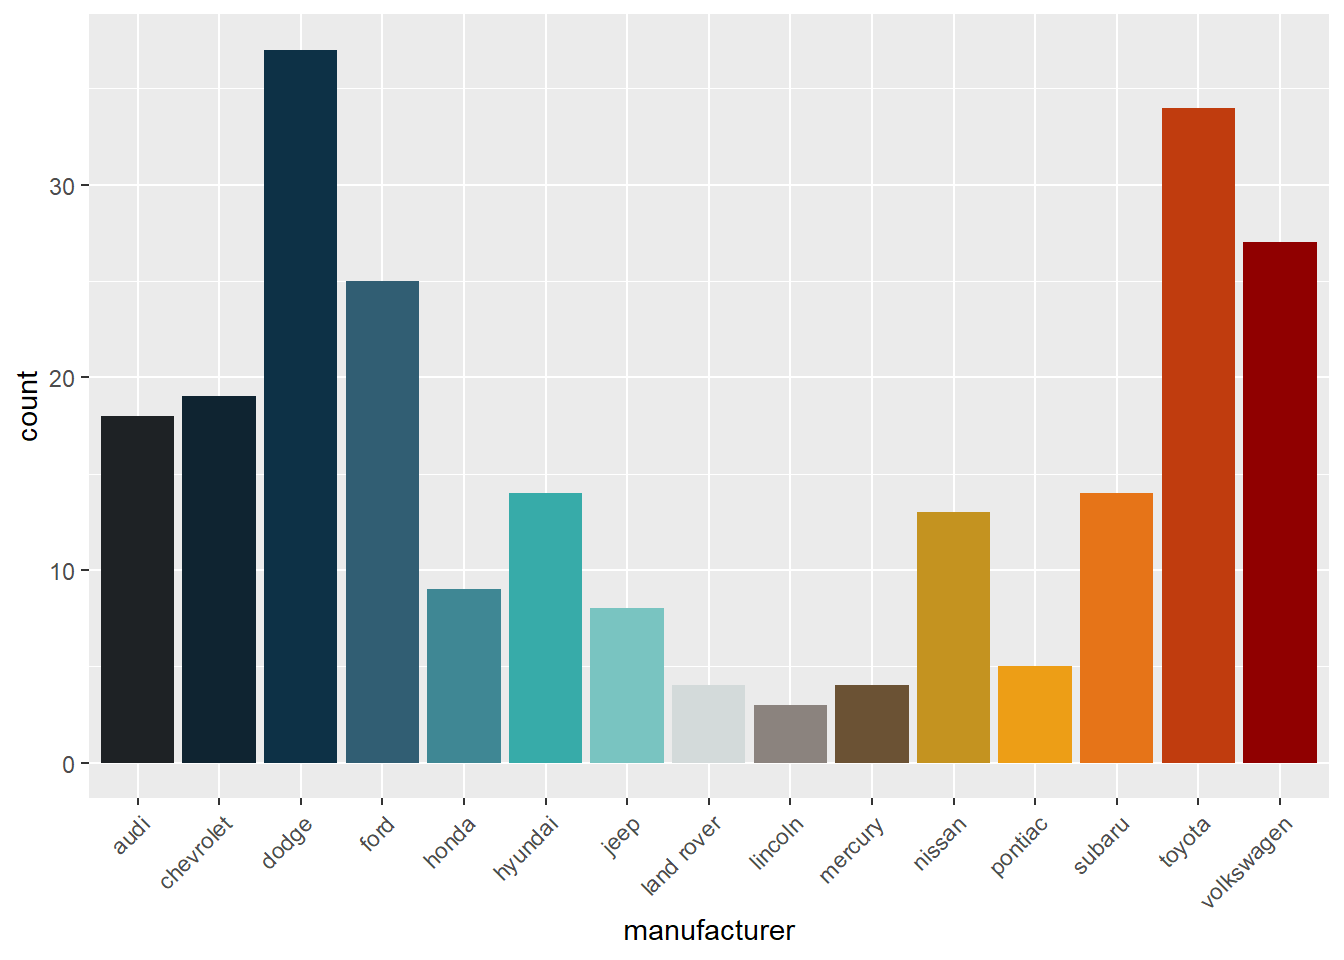 count
30
20
10
0
audi
chevrolet
dodge
ford
honda
hyundai
jeep
land rover
lincoln
mercury
nissan
pontiac
subaru
toyota
volkswagen
manufacturer